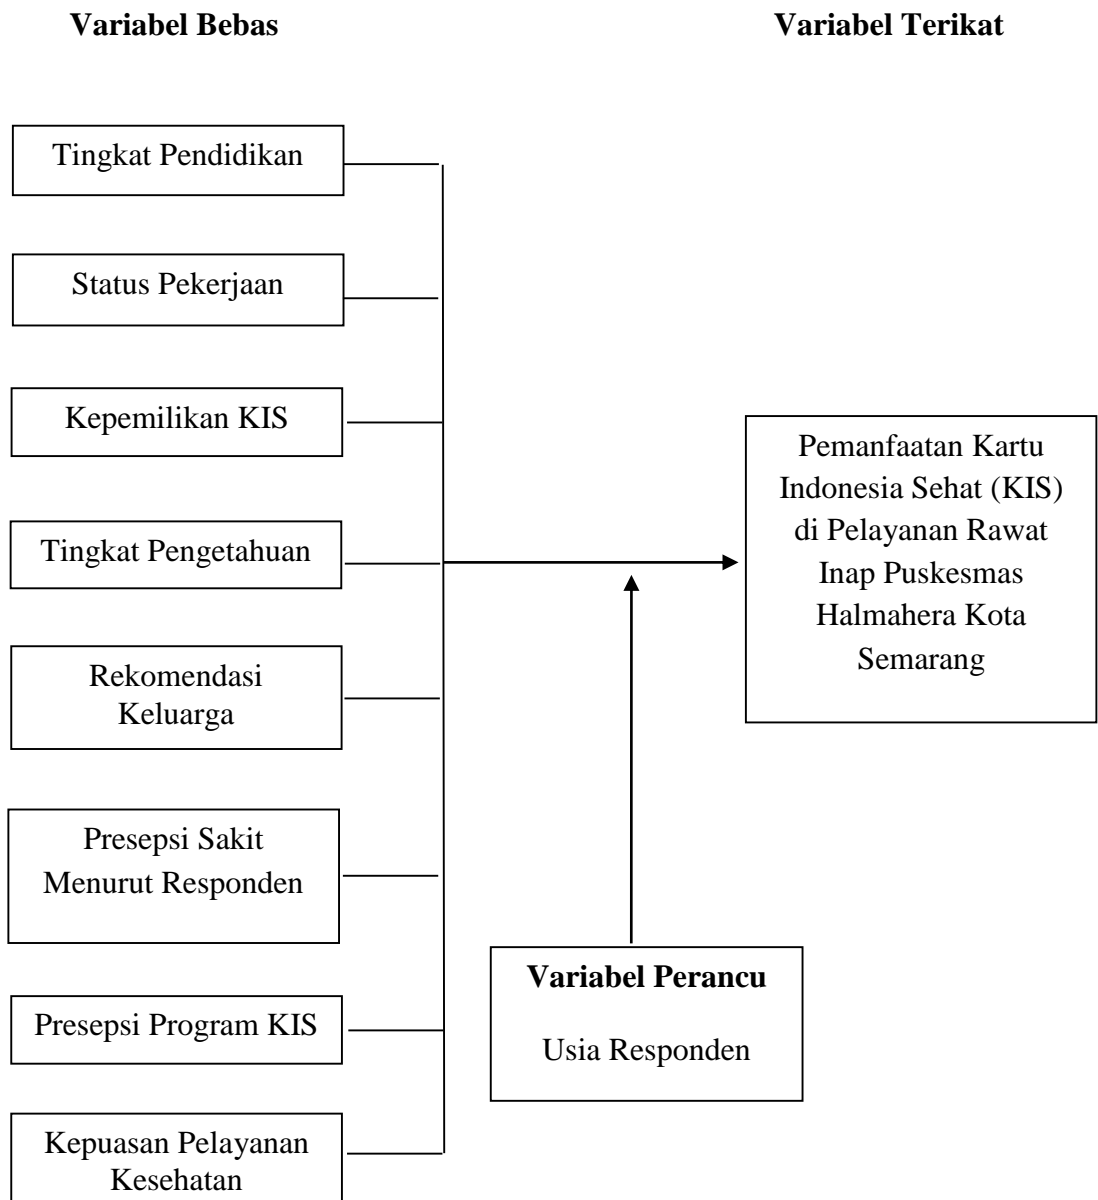 Variabel Bebas
Variabel Terikat
Tingkat Pendidikan
Status Pekerjaan
Kepemilikan KIS
Tingkat Pengetahuan
Rekomendasi
Keluarga
Presepsi Sakit
Menurut Responden
Presepsi Program KIS
Kepuasan Pelayanan
Kesehatan
Pemanfaatan Kartu
Indonesia Sehat (KIS)
di Pelayanan Rawat
Inap Puskesmas
Halmahera Kota
Semarang
Variabel Perancu
Usia Responden